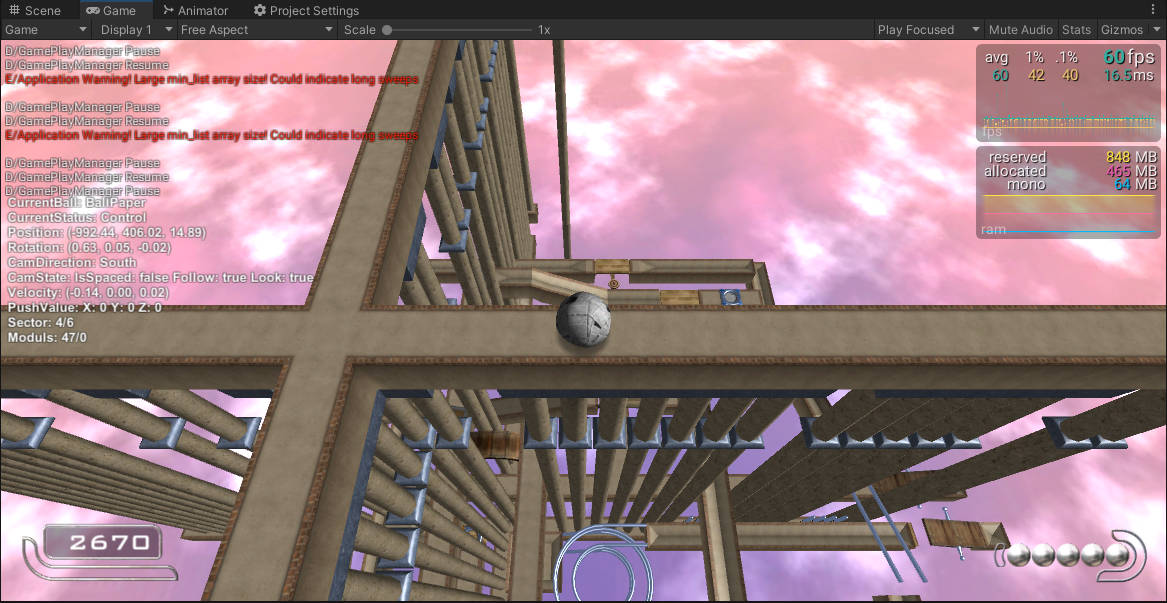 Scene Game Animator Project Settings
Game Display 1 Free Aspect Scale 1x Play Focused Mute Audio Stats Gizmos
D/GamePlayManager Pause
D/GamePlayManager Resume
E/Application Warning! Large min_list array size! Could indicate long sweeps
D/GamePlayManager Pause
D/GamePlayManager Resume
E/Application Warning! Large min_list array size! Could indicate long sweeps
D/GamePlayManager Pause
D/GamePlayManager Resume
D/GamePlayManager Pause
CurrentBall: BallPaper
CurrentStatus: Control
Position: (-992.44, 406.02, 14.89)
Rotation: (0.63, 0.05, -0.02)
CamDirection: South
CamState: IsSpaced: false Follow: true Look: true
Velocity: (-0.14, 0.00, 0.02)
PushValue: X: 0 Y: 0 Z: 0
Sector: 4/6
Moduls: 47/0
avg 1% .1% 60fps
60 42 40 16.5ms
fps
reserved 848 MB
allocated 465 MB
mono 64 MB
ram
2670